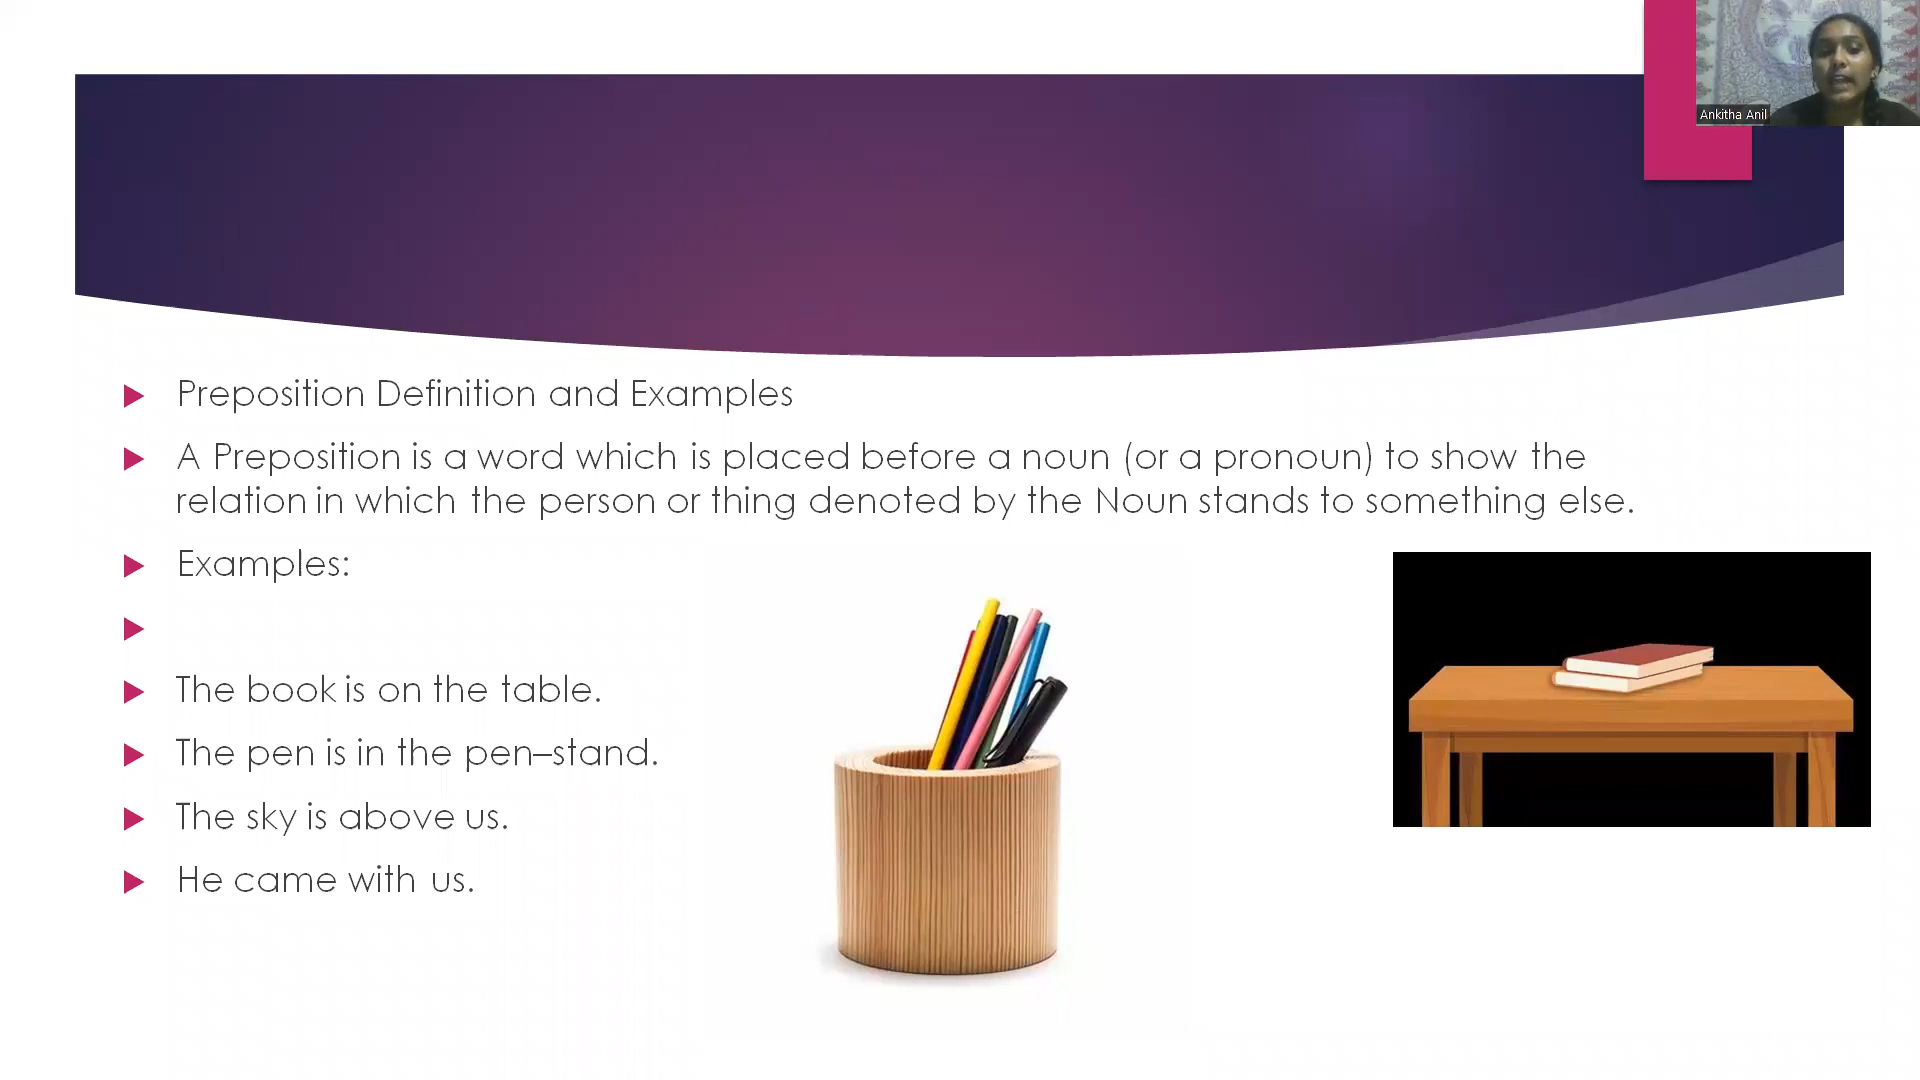 Ankitha Anil
Preposition Definition and Examples
A Preposition is a word which is placed before a noun (or a pronoun) to show the
relation in which the person or thing denoted by the Noun stands to something else.
Examples:
The book is on the table.
The pen is in the pen–stand.
The sky is above us.
He came with us.